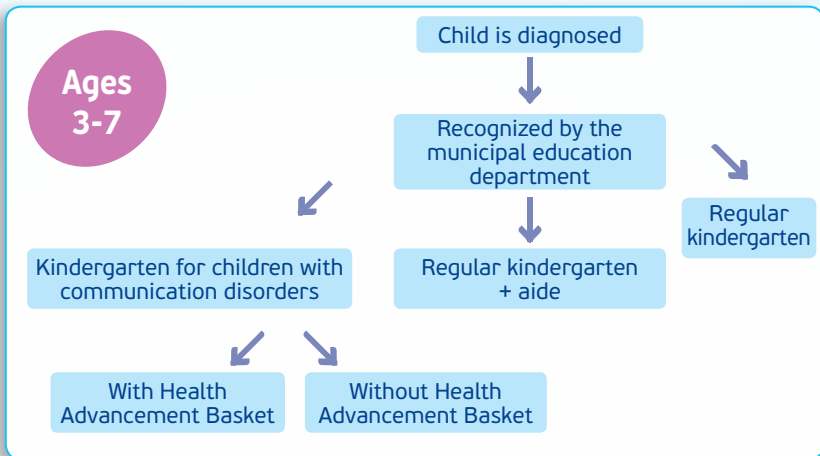 Ages
3-7
Child is diagnosed
Recognized by the
municipal education
department
Regular
kindergarten
Kindergarten for children with
communication disorders
Regular kindergarten
+ aide
With Health
Advancement Basket
Without Health
Advancement Basket